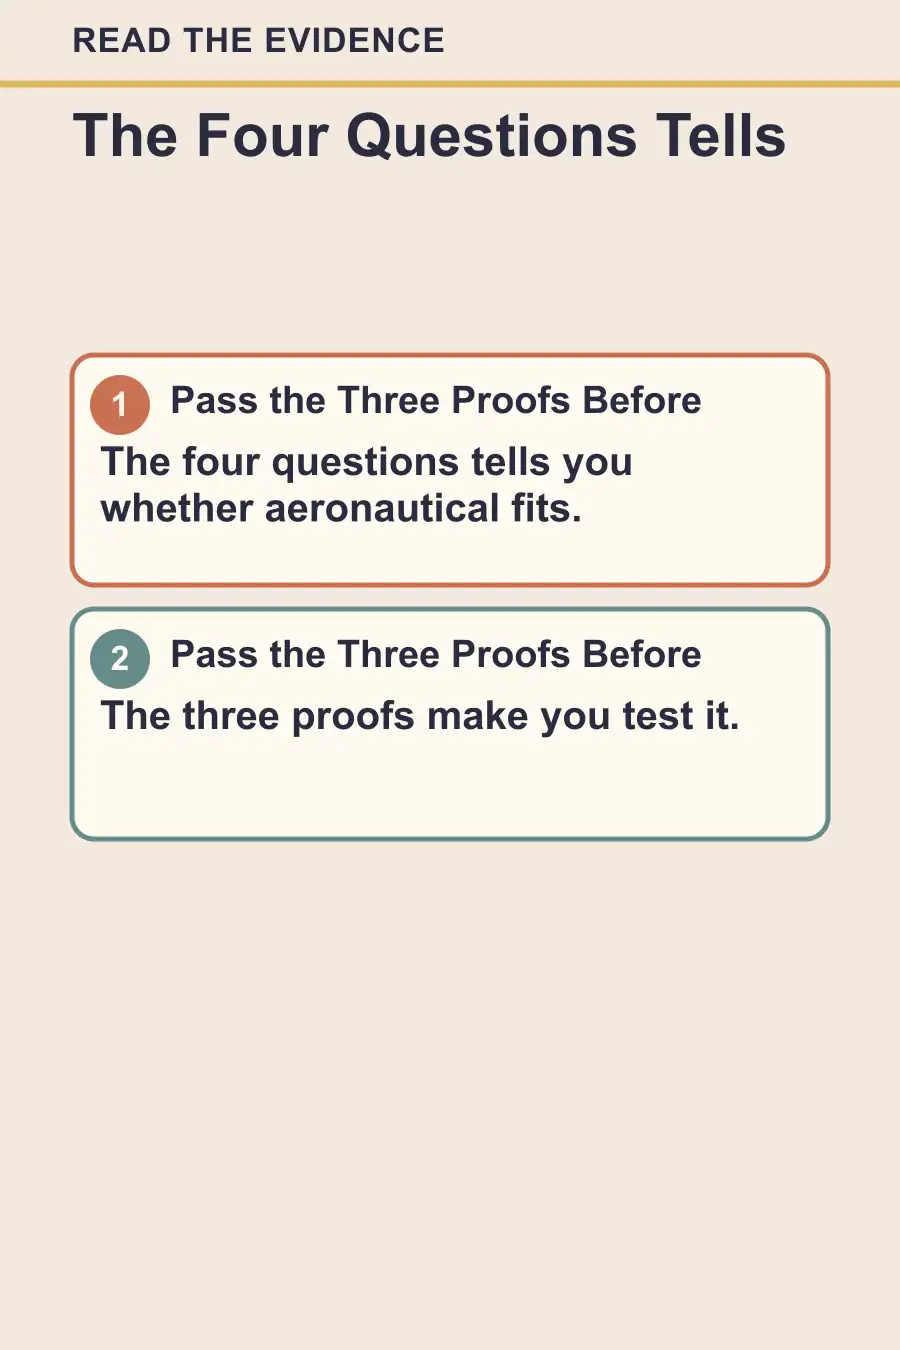 READ THE EVIDENCE
The Four Questions Tells
1 Pass the Three Proofs Before
The four questions tells you
whether aeronautical fits.
2 Pass the Three Proofs Before
The three proofs make you test it.